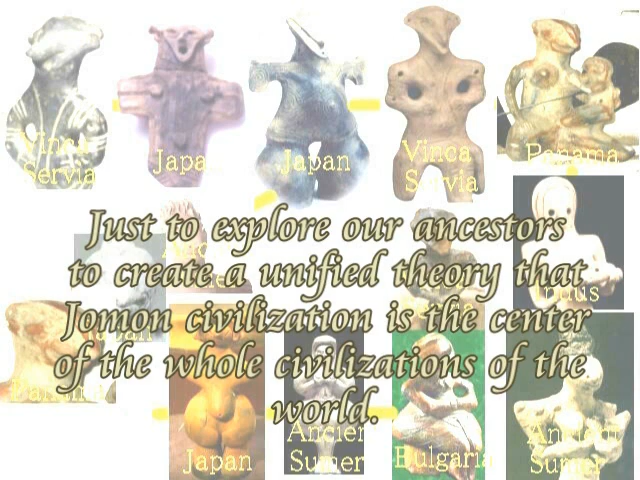 Vinca
Servia
Japan
Japan
Vinca
Servia
Panama
Just to explore our ancestors
to create a unified theory that
Jomon civilization is the center
of the whole civilizations of the
world.
Indus
Japan
Japan
Ancient
Sumer
Bulgaria
Ancient
Sumer